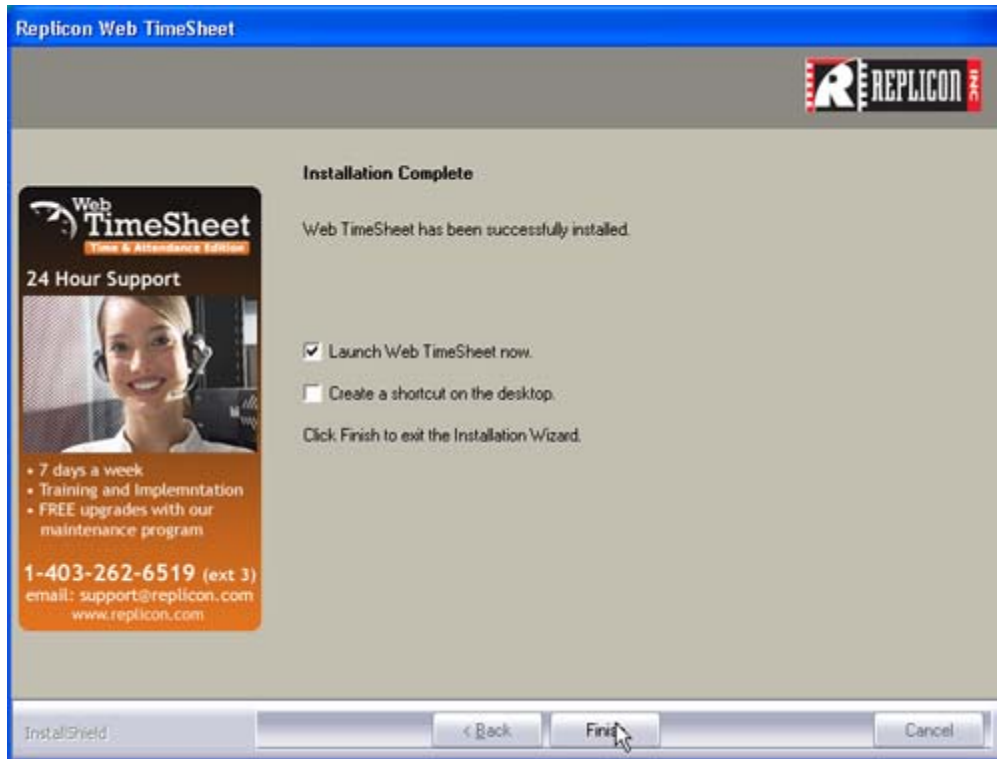 Replicon Web TimeSheet
R REPLICON INC
Installation Complete
Web TimeSheet has been successfully installed.
Launch Web TimeSheet now.
Create a shortcut on the desktop.
Click Finish to exit the Installation Wizard.
Web
TimeSheet
Time & Attendance Edition
24 Hour Support
• 7 days a week
• Training and Implemntation
• FREE upgrades with our
maintenance program
1-403-262-6519 (ext 3)
email: support@replicon.com
www.replicon.com
InstallShield
< Back
Finish
Cancel